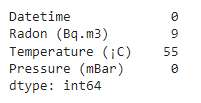 Datetime 0
Radon (Bq.m3) 9
Temperature (¡C) 55
Pressure (mBar) 0
dtype: int64